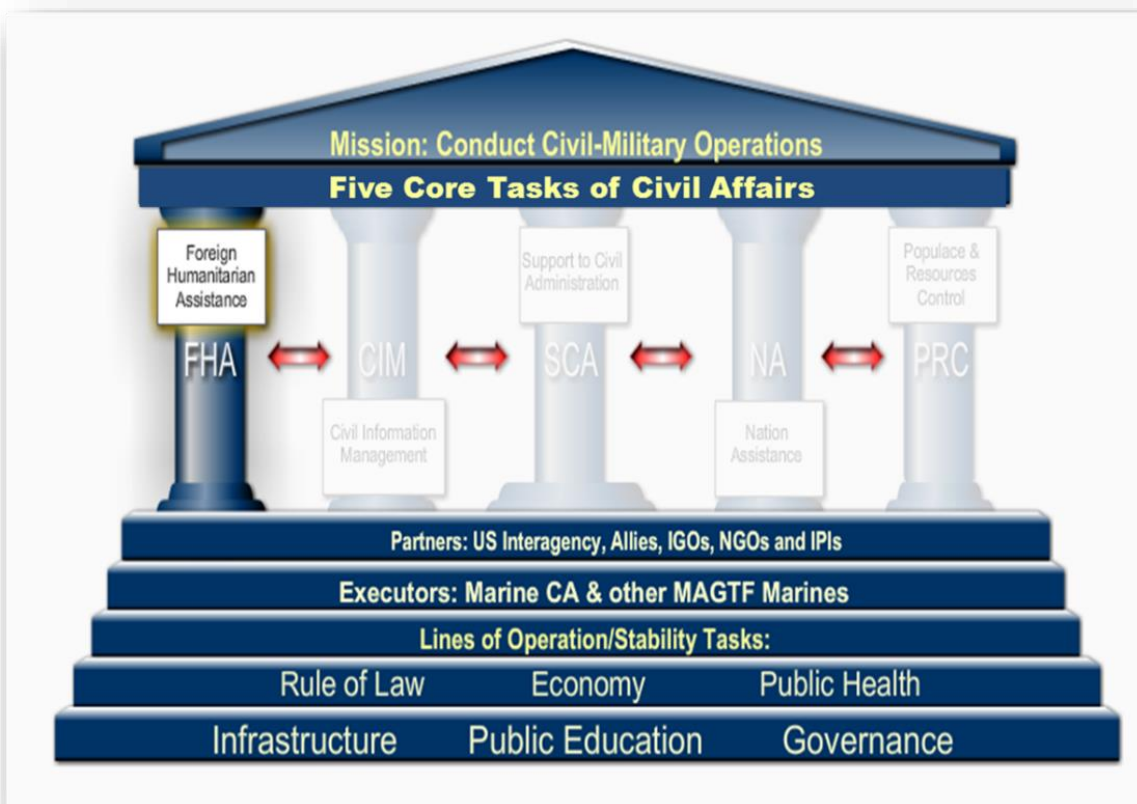 Mission: Conduct Civil-Military Operations
Five Core Tasks of Civil Affairs
Foreign
Humanitarian
Assistance
FHA
CIM
Civil Information
Management
Support to Civil
Administration
SCA
NA
Nation
Assistance
Populace &
Resources
Control
PRC
Partners: US Interagency, Allies, IGOs, NGOs and IPIs
Executors: Marine CA & other MAGTF Marines
Lines of Operation/Stability Tasks:
Rule of Law Economy Public Health
Infrastructure Public Education Governance